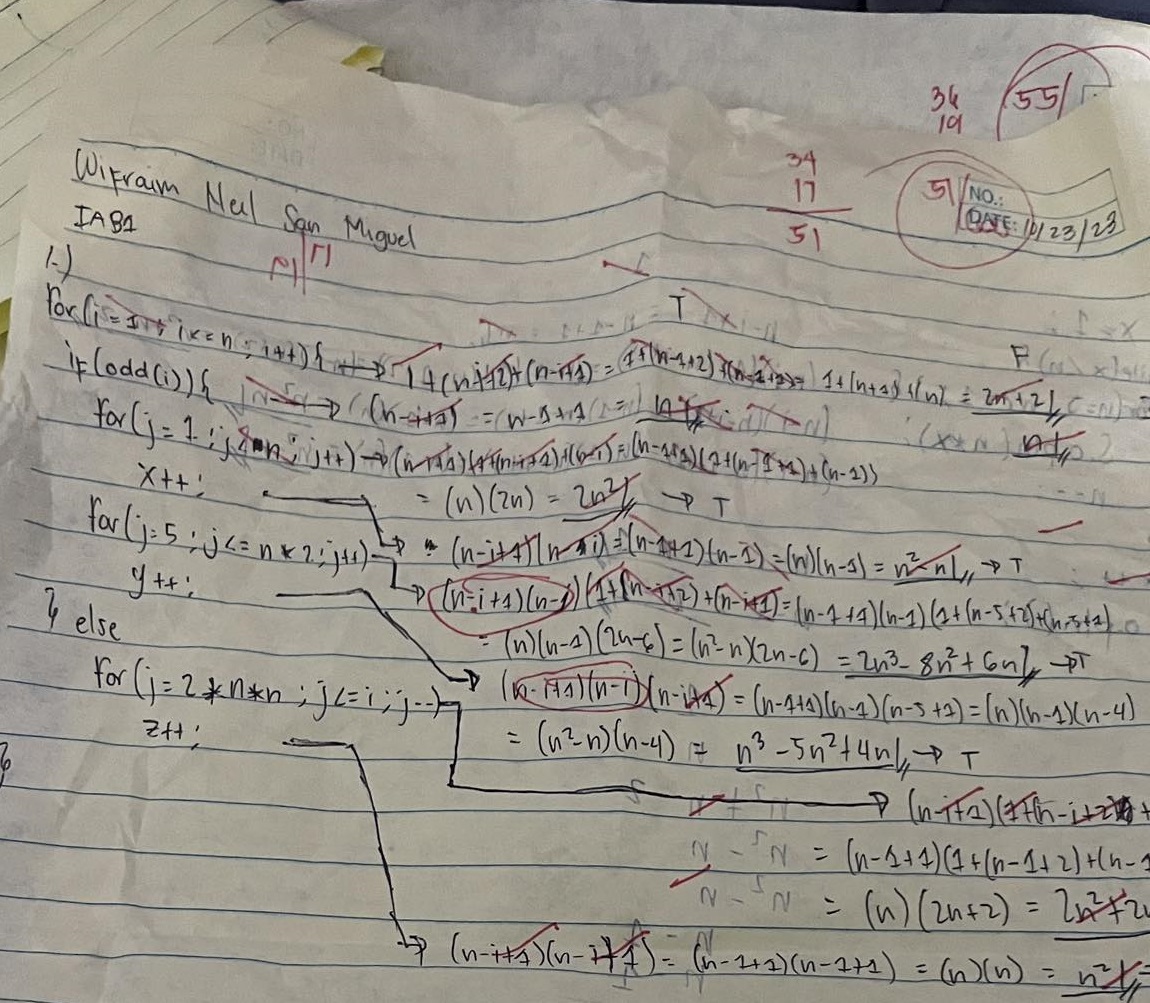 36 55/
19
34
17 51/ NO.:
51 DATE: 10/23/23
Wifraim Neil San Miguel
IAB1
17
1.)
for(i=1; i<=n; i++){ → 1+(n-i+2)+(n-i+1) = 1+(n-1+2)+(n-1+1) = 1+(n+1)+(n) = 2n+2 → T
if(odd(i)){ → (n-i+1) = n-1+1 = n
for(j=1; j<n; j++) → (n-i+1)(1+(n-i+1)+(n-i) = (n-1+1)(1+(n-1+1)+(n-1))
x++; = (n)(2n) = 2n² → T
for(j=5; j<=n*2; j++) → (n-i+1)(n-i) = (n-1+1)(n-1) = (n)(n-1) = n²-n → T
y++; → (n-i+1)(n-i)(1+(n-i+2)+(n-i+1) = (n-1+1)(n-1)(1+(n-5+2)+(n-5+1)
= (n)(n-1)(2n-6) = (n²-n)(2n-6) = 2n³-8n²+6n → T
} else
for(j=2*n*n; j<=i; j--) → (n-i+1)(n-i)(n-i+1) = (n-1+1)(n-1)(n-5+1) = (n)(n-1)(n-4)
z++; = (n²-n)(n-4) = n³-5n²+4n → T
}
→ (n-i+1)(1+(n-i+2)+
= (n-1+1)(1+(n-1+2)+(n-1
= (n)(2n+2) = 2n²+2n
→ (n-i+1)(n-i+1) = (n-1+1)(n-1+1) = (n)(n) = n²